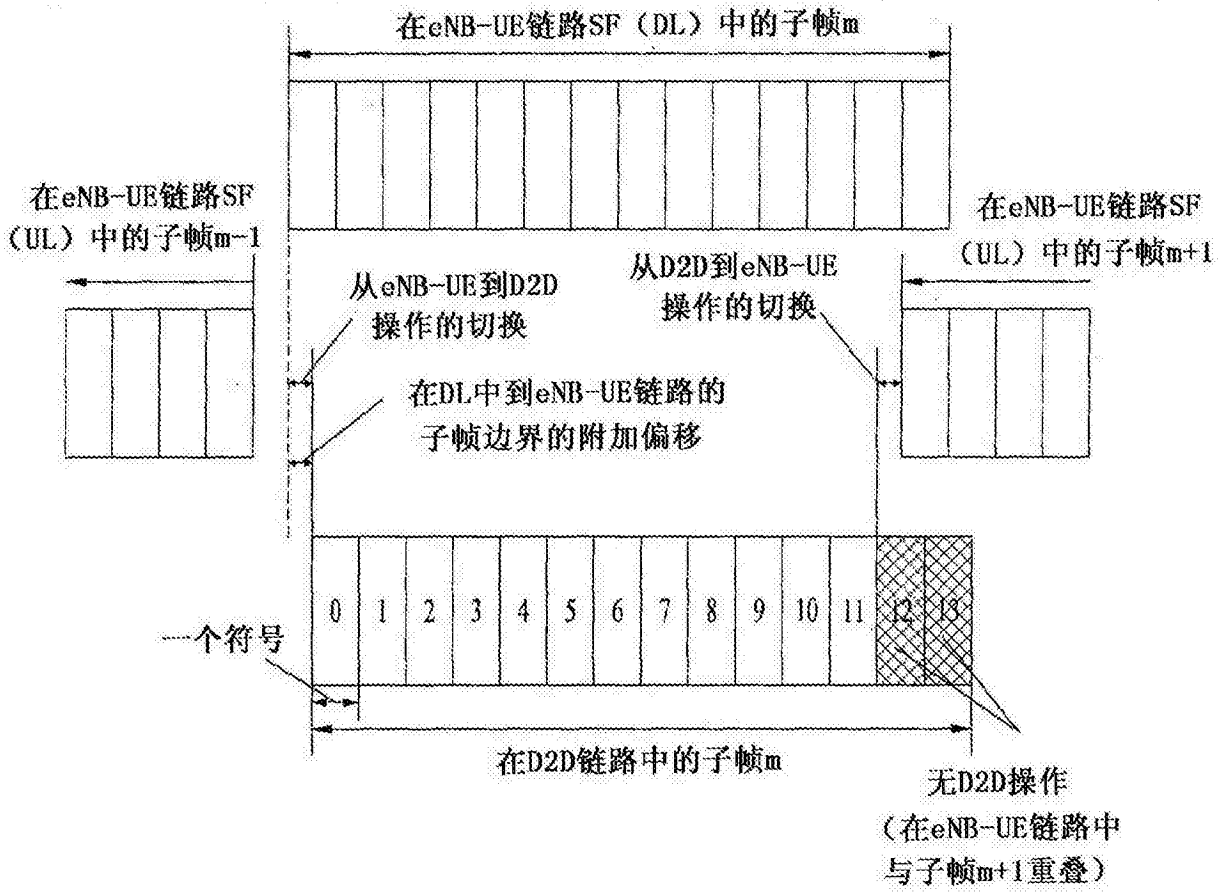 在eNB-UE链路SF（DL）中的子帧m
在eNB-UE链路SF
（UL）中的子帧m-1
在eNB-UE链路SF
（UL）中的子帧m+1
从eNB-UE到D2D
操作的切换
从D2D到eNB-UE
操作的切换
在DL中到eNB-UE链路的
子帧边界的附加偏移
0 1 2 3 4 5 6 7 8 9 10 11 12 13
一个符号
在D2D链路中的子帧m
无D2D操作
（在eNB-UE链路中
与子帧m+1重叠）